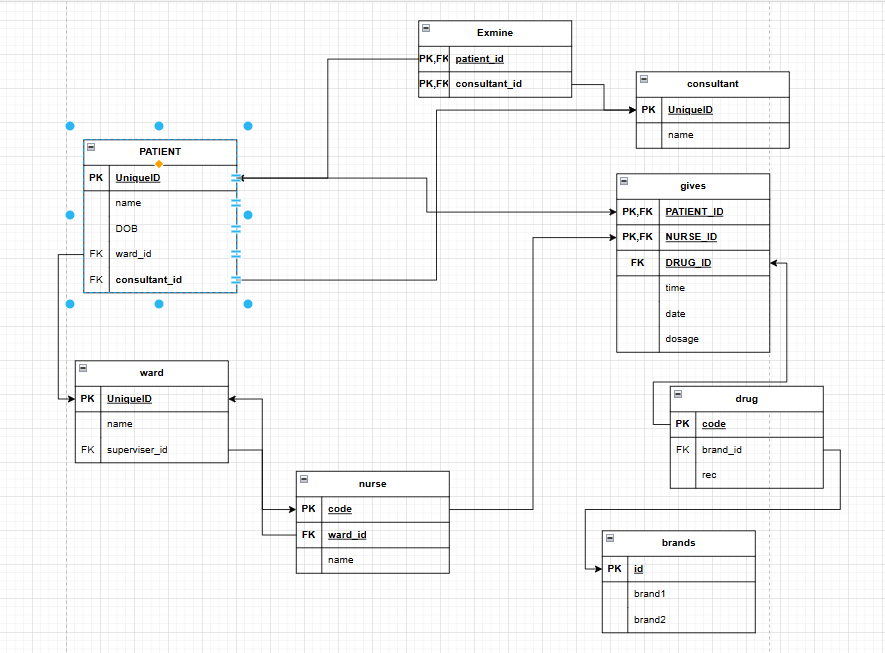 Exmine
PK,FK patient_id
PK,FK consultant_id
consultant
PK UniqueID
name
PATIENT
PK UniqueID
name
DOB
FK ward_id
FK consultant_id
gives
PK,FK PATIENT_ID
PK,FK NURSE_ID
FK DRUG_ID
time
date
dosage
ward
PK UniqueID
name
FK superviser_id
drug
PK code
FK brand_id
rec
nurse
PK code
FK ward_id
name
brands
PK id
brand1
brand2